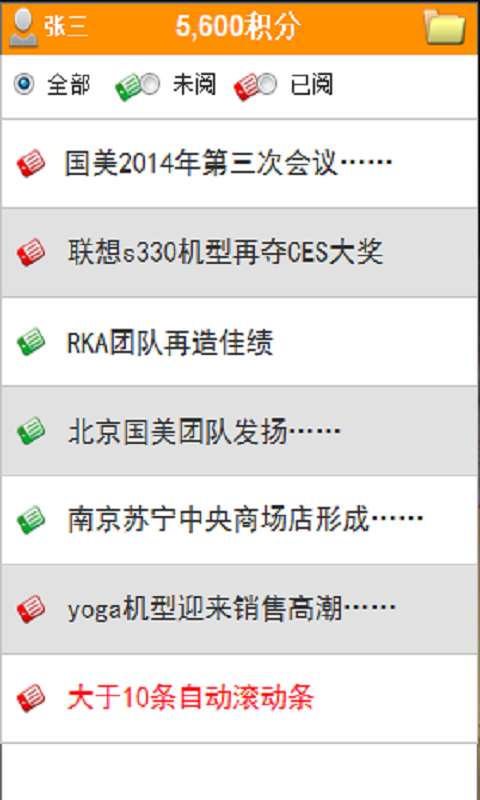 张三 5,600积分
全部 未阅 已阅
国美2014年第三次会议……
联想s330机型再夺CES大奖
RKA团队再造佳绩
北京国美团队发扬……
南京苏宁中央商场店形成……
yoga机型迎来销售高潮……
大于10条自动滚动条